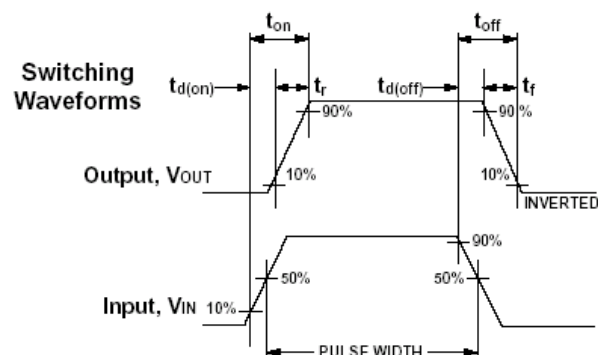 ton
toff
Switching
Waveforms
td(on)
tr
td(off)
tf
90%
90%
Output, VOUT
10%
10%
INVERTED
90%
50%
50%
Input, VIN
10%
PULSE WIDTH